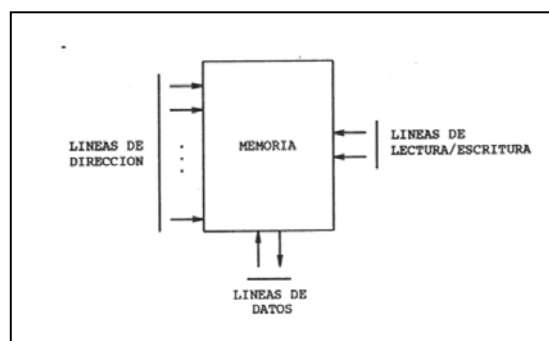 LINEAS DE
DIRECCION
MEMORIA
LINEAS DE
LECTURA/ESCRITURA
LINEAS DE
DATOS